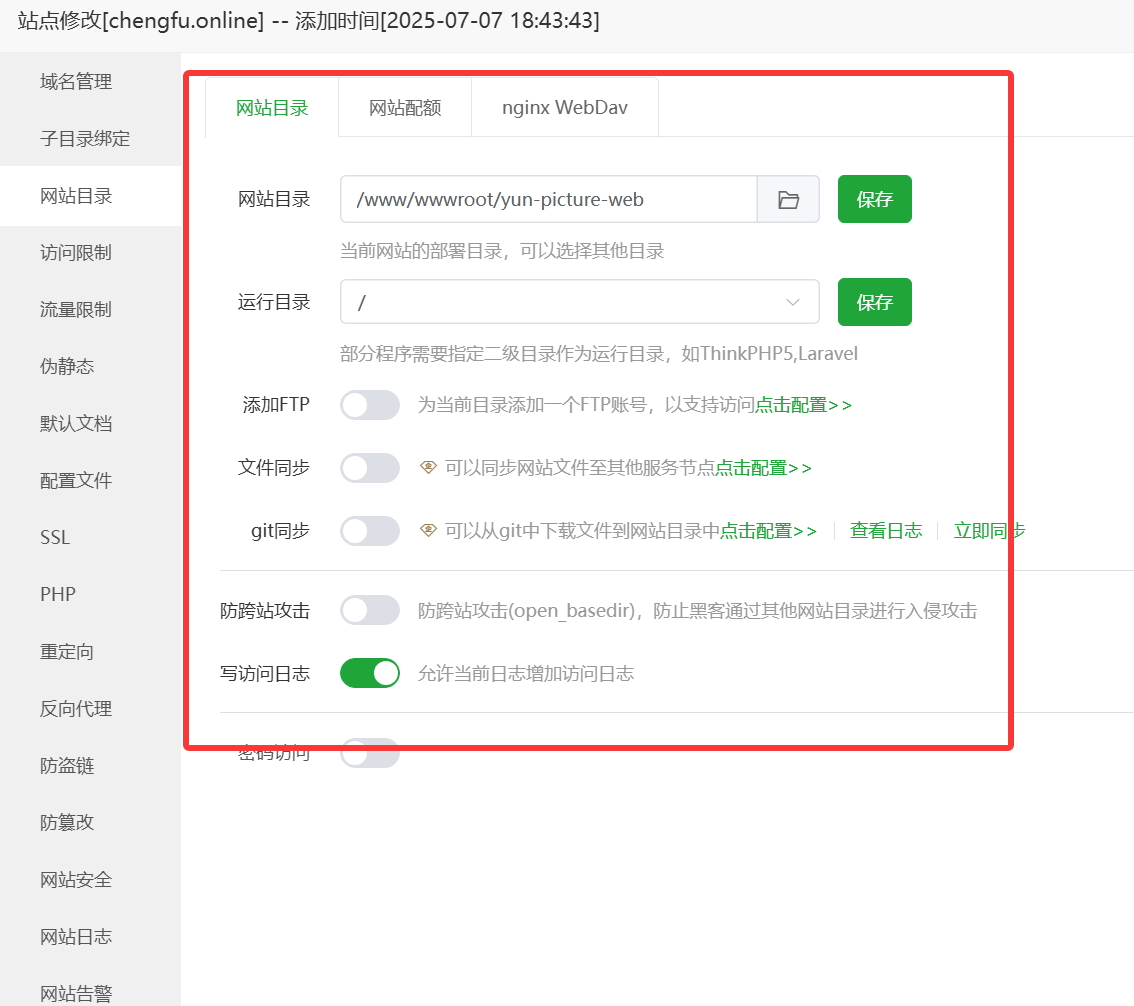 站点修改[chengfu.online] -- 添加时间[2025-07-07 18:43:43]
域名管理
子目录绑定
网站目录
访问限制
流量限制
伪静态
默认文档
配置文件
SSL
PHP
重定向
反向代理
防盗链
防篡改
网站安全
网站日志
网站告警
网站目录 网站配额 nginx WebDav
网站目录 /www/wwwroot/yun-picture-web 保存
当前网站的部署目录，可以选择其他目录
运行目录 / 保存
部分程序需要指定二级目录作为运行目录，如ThinkPHP5,Laravel
添加FTP 为当前目录添加一个FTP账号，以支持访问点击配置>>
文件同步 可以同步网站文件至其他服务节点点击配置>>
git同步 可以从git中下载文件到网站目录中点击配置>> 查看日志 立即同步
防跨站攻击 防跨站攻击(open_basedir)，防止黑客通过其他网站目录进行入侵攻击
写访问日志 允许当前日志增加访问日志
密码访问